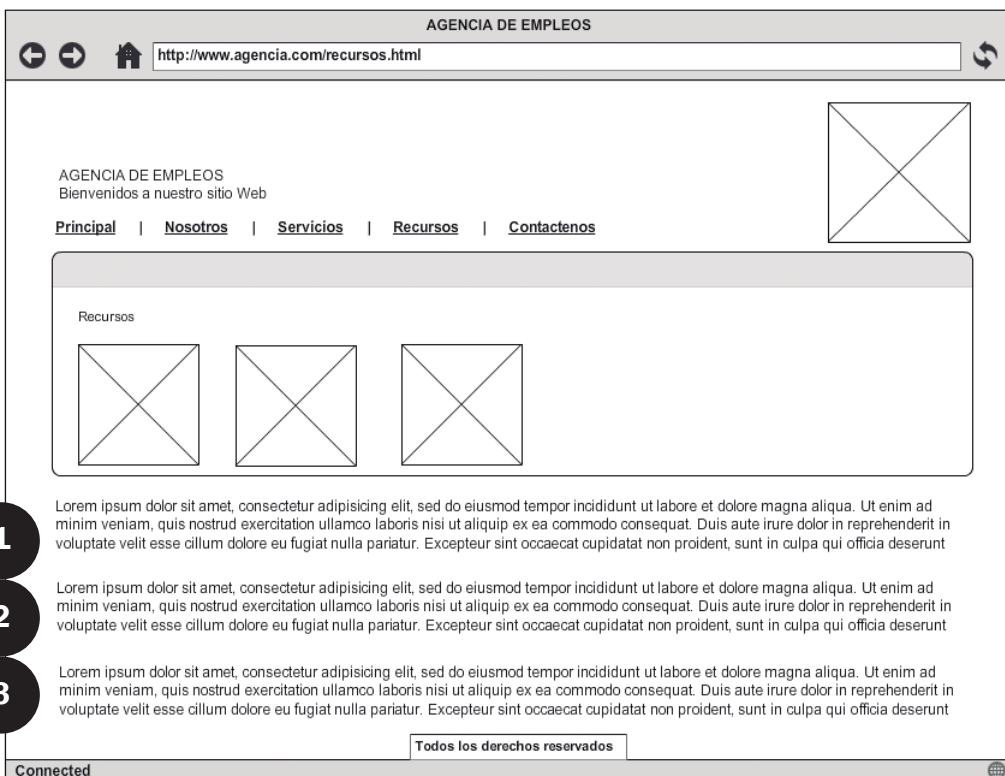 AGENCIA DE EMPLEOS
http://www.agencia.com/recursos.html
AGENCIA DE EMPLEOS
Bienvenidos a nuestro sitio Web
Principal | Nosotros | Servicios | Recursos | Contactenos
Recursos
Lorem ipsum dolor sit amet, consectetur adipisicing elit, sed do eiusmod tempor incididunt ut labore et dolore magna aliqua. Ut enim ad
minim veniam, quis nostrud exercitation ullamco laboris nisi ut aliquip ex ea commodo consequat. Duis aute irure dolor in reprehenderit in
1 voluptate velit esse cillum dolore eu fugiat nulla pariatur. Excepteur sint occaecat cupidatat non proident, sunt in culpa qui officia deserunt
Lorem ipsum dolor sit amet, consectetur adipisicing elit, sed do eiusmod tempor incididunt ut labore et dolore magna aliqua. Ut enim ad
minim veniam, quis nostrud exercitation ullamco laboris nisi ut aliquip ex ea commodo consequat. Duis aute irure dolor in reprehenderit in
2 voluptate velit esse cillum dolore eu fugiat nulla pariatur. Excepteur sint occaecat cupidatat non proident, sunt in culpa qui officia deserunt
Lorem ipsum dolor sit amet, consectetur adipisicing elit, sed do eiusmod tempor incididunt ut labore et dolore magna aliqua. Ut enim ad
minim veniam, quis nostrud exercitation ullamco laboris nisi ut aliquip ex ea commodo consequat. Duis aute irure dolor in reprehenderit in
3 voluptate velit esse cillum dolore eu fugiat nulla pariatur. Excepteur sint occaecat cupidatat non proident, sunt in culpa qui officia deserunt
Todos los derechos reservados
Connected